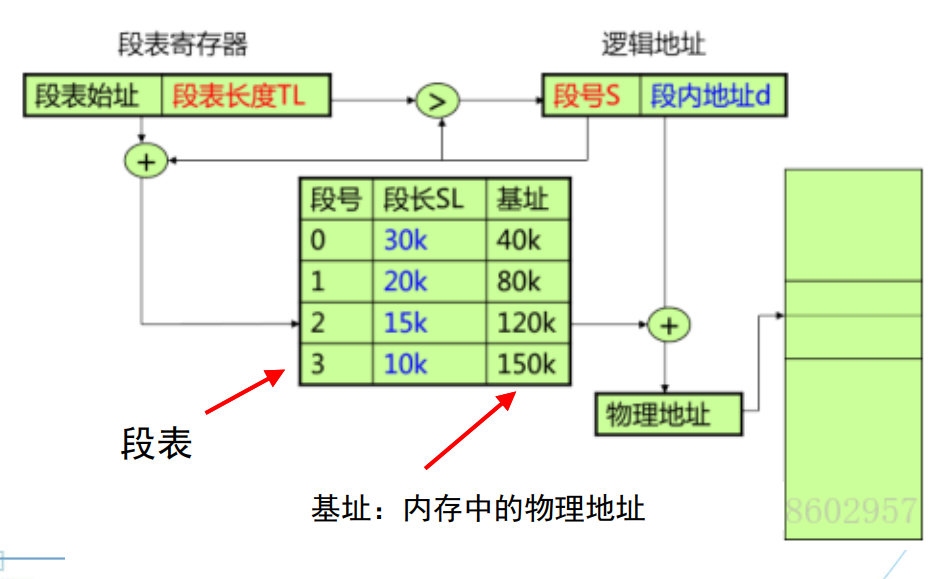 段表寄存器
逻辑地址
段表始址 段表长度TL
>
段号S 段内地址d
+
段号 段长SL 基址
0 30k 40k
1 20k 80k
2 15k 120k
3 10k 150k
+
物理地址
段表
基址：内存中的物理地址
8602957